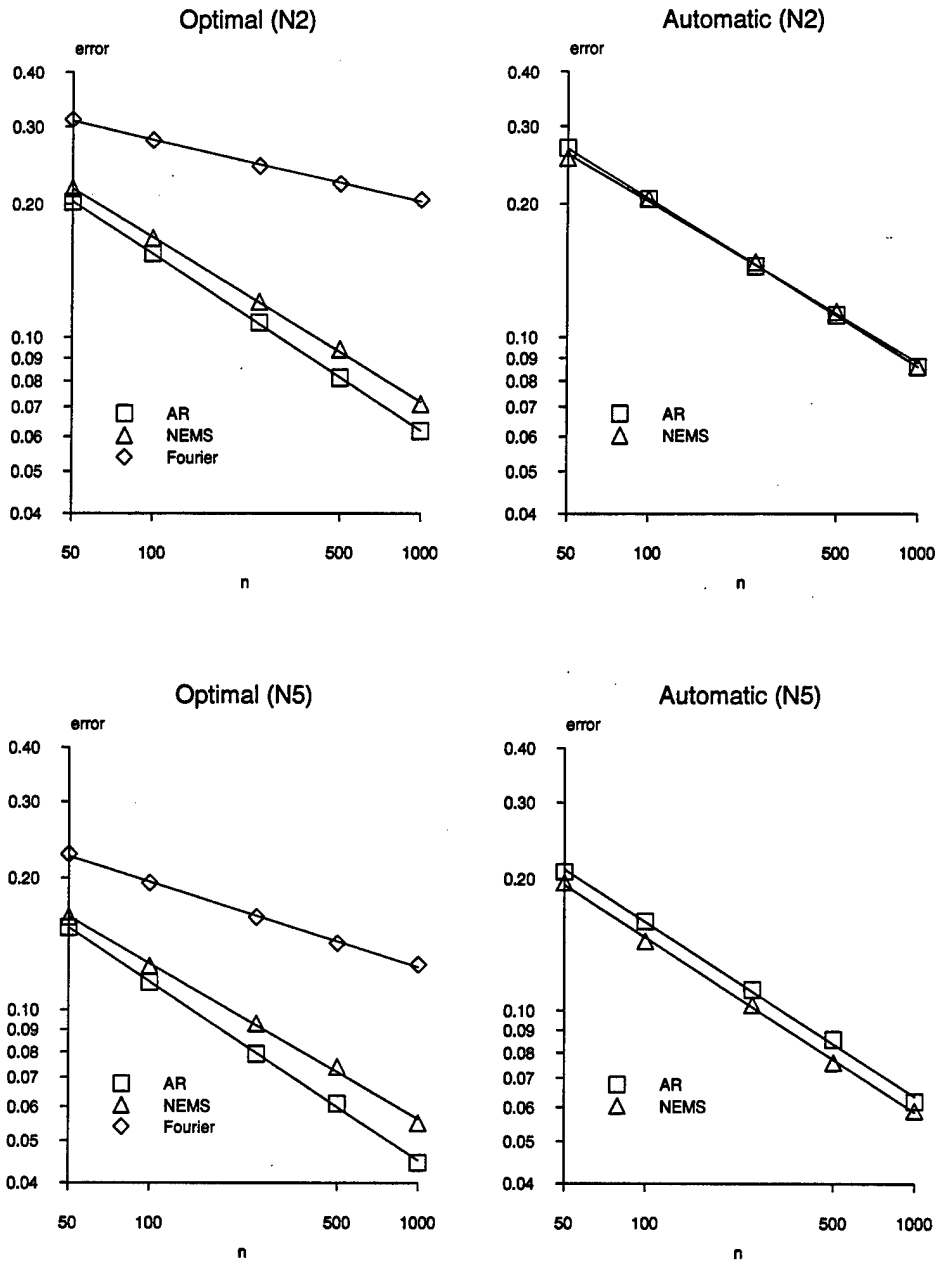 Optimal (N2)
error
0.40
0.30
0.20
0.10
0.09
0.08
0.07
0.06
0.05
0.04
AR
NEMS
Fourier
50 100 500 1000
n
Automatic (N2)
error
0.40
0.30
0.20
0.10
0.09
0.08
0.07
0.06
0.05
0.04
AR
NEMS
50 100 500 1000
n
Optimal (N5)
error
0.40
0.30
0.20
0.10
0.09
0.08
0.07
0.06
0.05
0.04
AR
NEMS
Fourier
50 100 500 1000
n
Automatic (N5)
error
0.40
0.30
0.20
0.10
0.09
0.08
0.07
0.06
0.05
0.04
AR
NEMS
50 100 500 1000
n